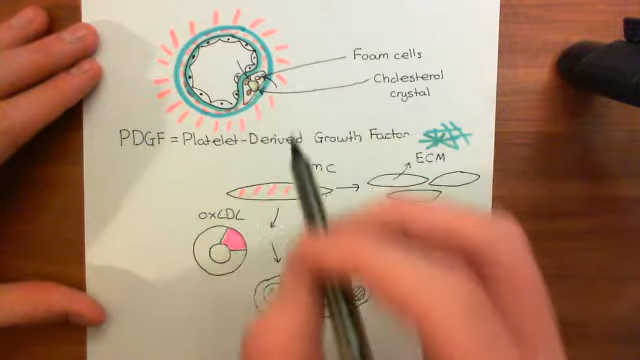 Foam cells
Cholesterol
crystal
PDGF = Platelet-Derived Growth Factor
ECM
oxLDL